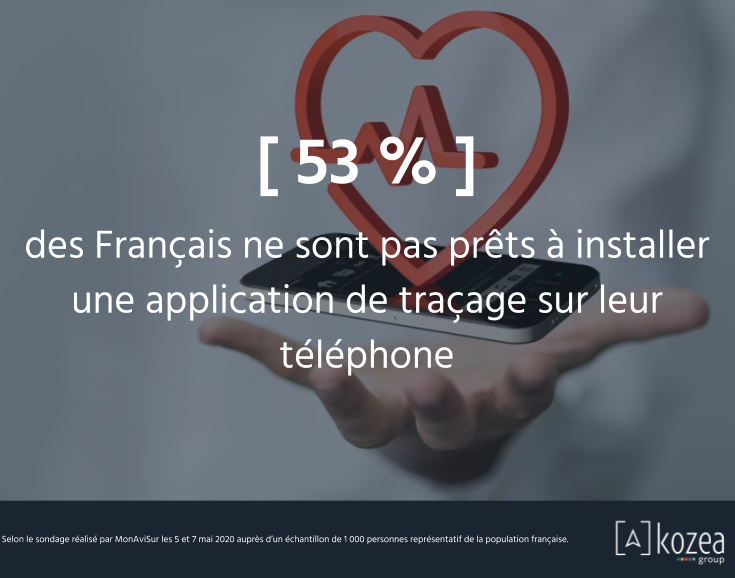 [ 53 % ]
des Français ne sont pas prêts à installer
une application de traçage sur leur
téléphone
Selon le sondage réalisé par MonAviSur les 5 et 7 mai 2020 auprès d'un échantillon de 1 000 personnes représentatif de la population française.
[A] kozea
group